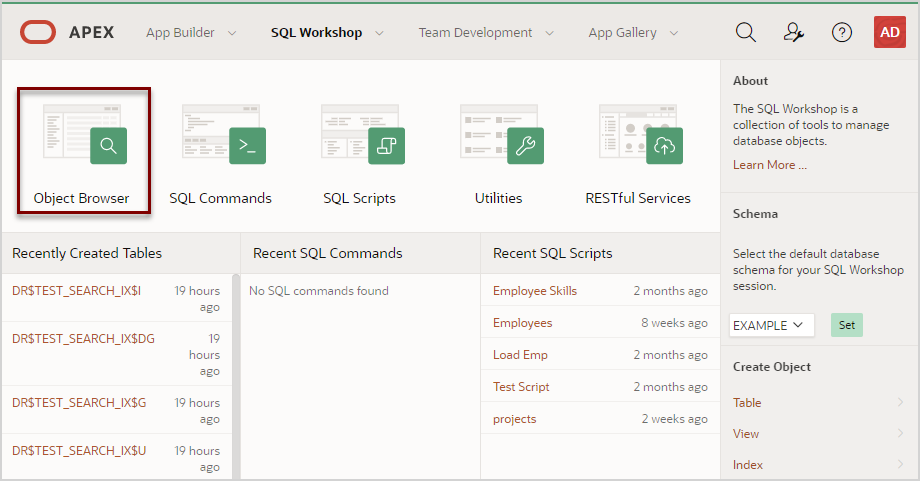 APEX App Builder SQL Workshop Team Development App Gallery AD
Object Browser SQL Commands SQL Scripts Utilities RESTful Services
Recently Created Tables
DR$TEST_SEARCH_IX$I 19 hours
ago
DR$TEST_SEARCH_IX$DG 19
hours
ago
DR$TEST_SEARCH_IX$G 19 hours
ago
DR$TEST_SEARCH_IX$U 19 hours
ago
Recent SQL Commands
No SQL commands found
Recent SQL Scripts
Employee Skills 2 months ago
Employees 8 weeks ago
Load Emp 2 months ago
Test Script 2 months ago
projects 2 weeks ago
About
The SQL Workshop is a
collection of tools to manage
database objects.
Learn More ...
Schema
Select the default database
schema for your SQL Workshop
session.
EXAMPLE Set
Create Object
Table
View
Index